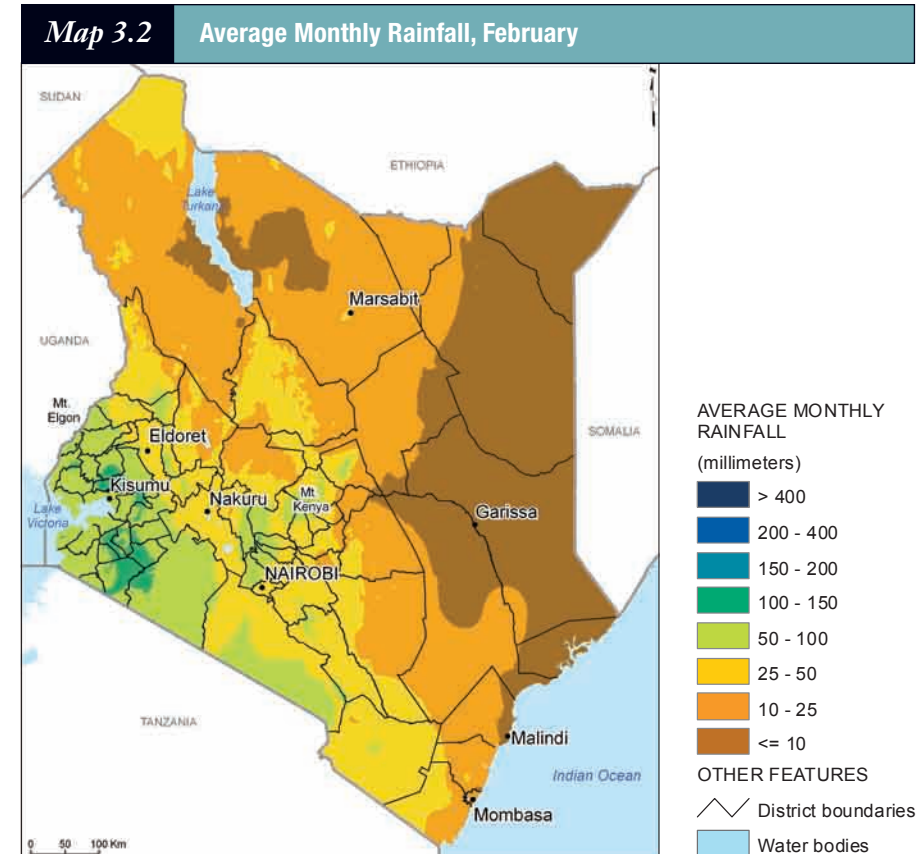 Map 3.2 Average Monthly Rainfall, February
SUDAN
ETHIOPIA
Lake
Turkana
Marsabit
UGANDA
Mt.
Elgon
Eldoret
SOMALIA
Kisumu
Nakuru
Mt
Kenya
Lake
Victoria
Garissa
NAIROBI
TANZANIA
Malindi
Indian Ocean
Mombasa
0 50 100 Km
AVERAGE MONTHLY
RAINFALL
(millimeters)
> 400
200 - 400
150 - 200
100 - 150
50 - 100
25 - 50
10 - 25
<= 10
OTHER FEATURES
District boundaries
Water bodies